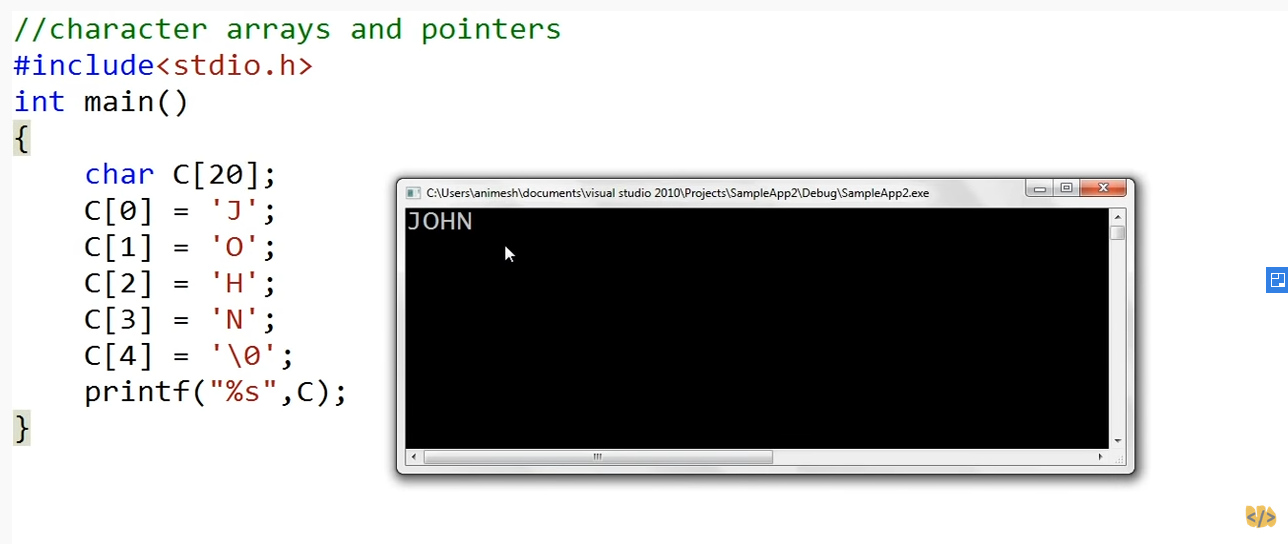 //character arrays and pointers
#include<stdio.h>
int main()
{
char C[20];
C[0] = 'J';
C[1] = 'O';
C[2] = 'H';
C[3] = 'N';
C[4] = '\0';
printf("%s",C);
}
C:\Users\animesh\documents\visual studio 2010\Projects\SampleApp2\Debug\SampleApp2.exe
JOHN
</>